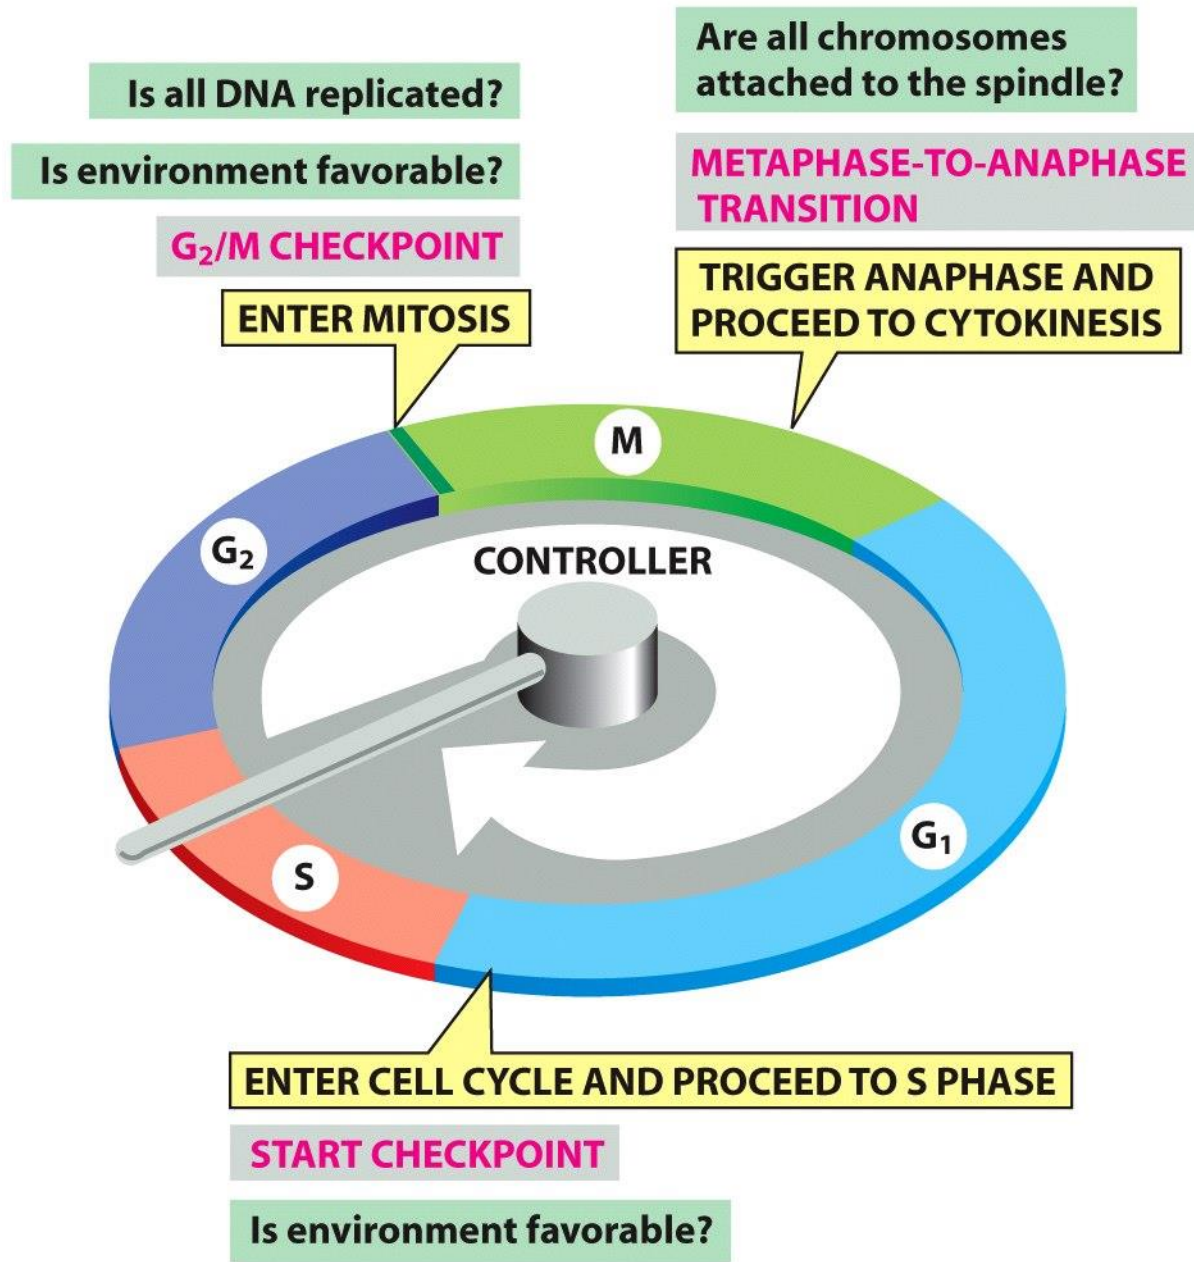 Is all DNA replicated?
Is environment favorable?
G₂/M CHECKPOINT
ENTER MITOSIS
Are all chromosomes
attached to the spindle?
METAPHASE-TO-ANAPHASE
TRANSITION
TRIGGER ANAPHASE AND
PROCEED TO CYTOKINESIS
M
G₂
CONTROLLER
G₁
S
ENTER CELL CYCLE AND PROCEED TO S PHASE
START CHECKPOINT
Is environment favorable?